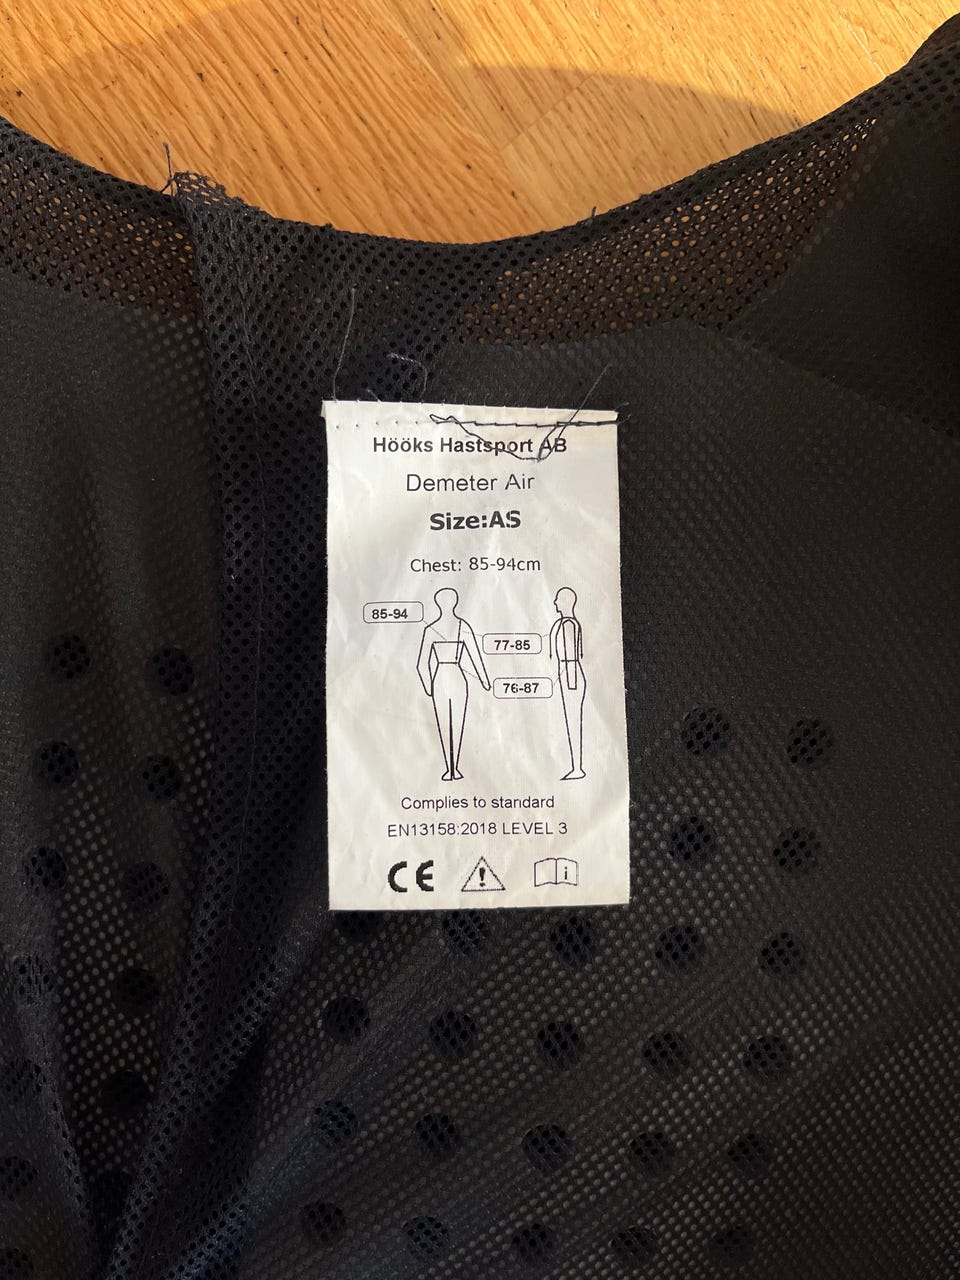 Hööks Hastsport AB
Demeter Air
Size:AS
Chest: 85-94cm
85-94
77-85
76-87
Complies to standard
EN13158:2018 LEVEL 3
CE
! i